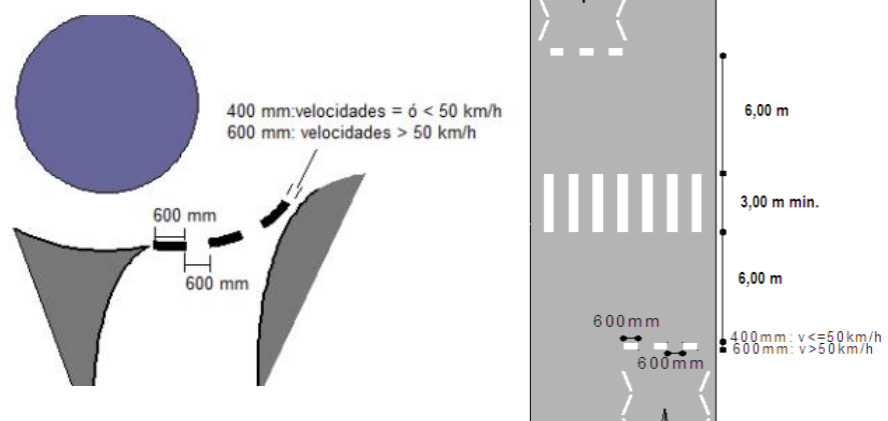 400 mm:velocidades = ó < 50 km/h
600 mm: velocidades > 50 km/h
600 mm
600 mm
6,00 m
3,00 m min.
6,00 m
600mm
400mm: v<=50km/h
600mm: v>50km/h
600mm